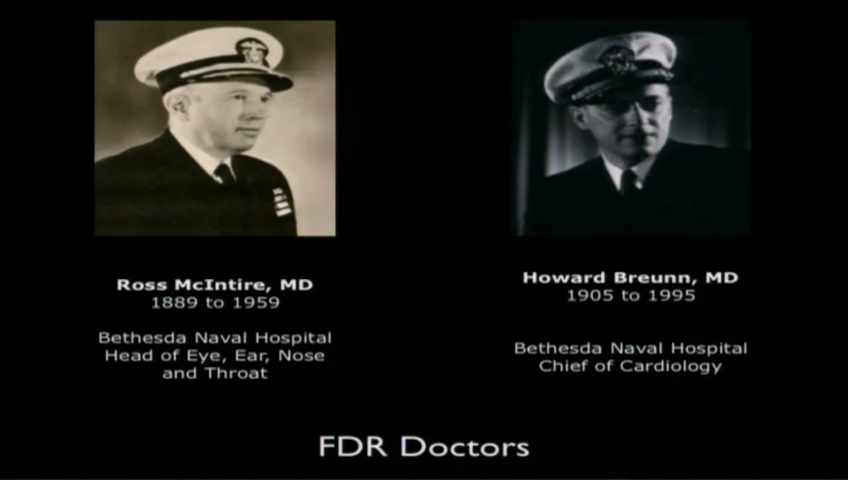 Ross McIntire, MD
1889 to 1959
Bethesda Naval Hospital
Head of Eye, Ear, Nose
and Throat
Howard Breunn, MD
1905 to 1995
Bethesda Naval Hospital
Chief of Cardiology
FDR Doctors